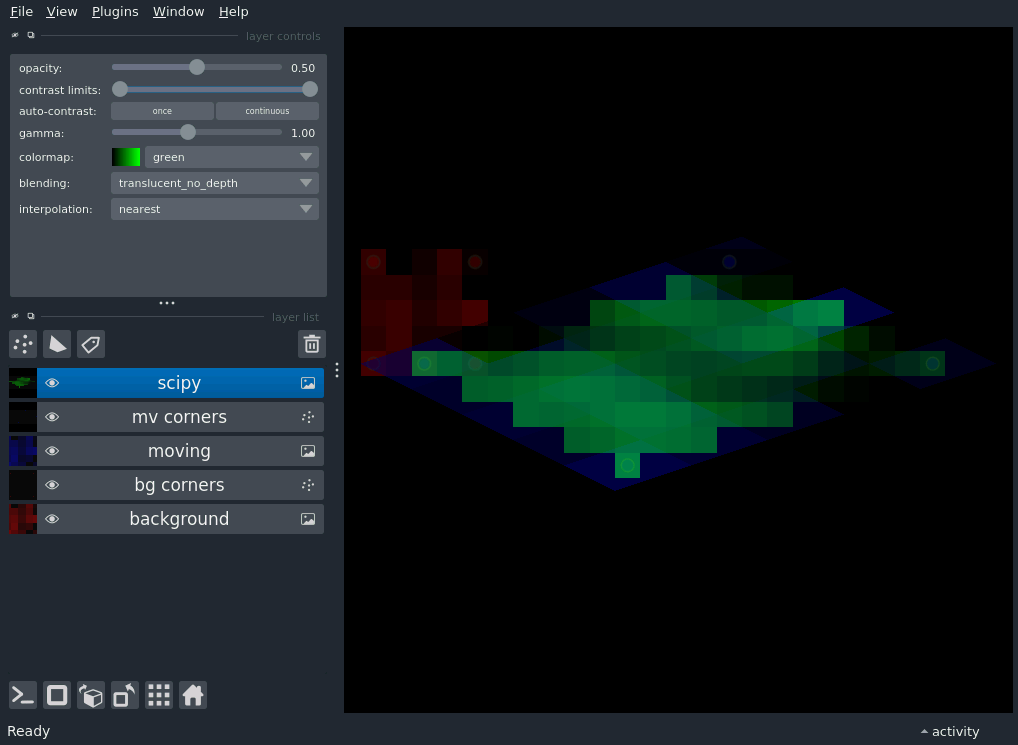 File View Plugins Window Help
layer controls
opacity: 0.50
contrast limits:
auto-contrast: once continuous
gamma: 1.00
colormap: green
blending: translucent_no_depth
interpolation: nearest
layer list
scipy
mv corners
moving
bg corners
background
Ready
activity